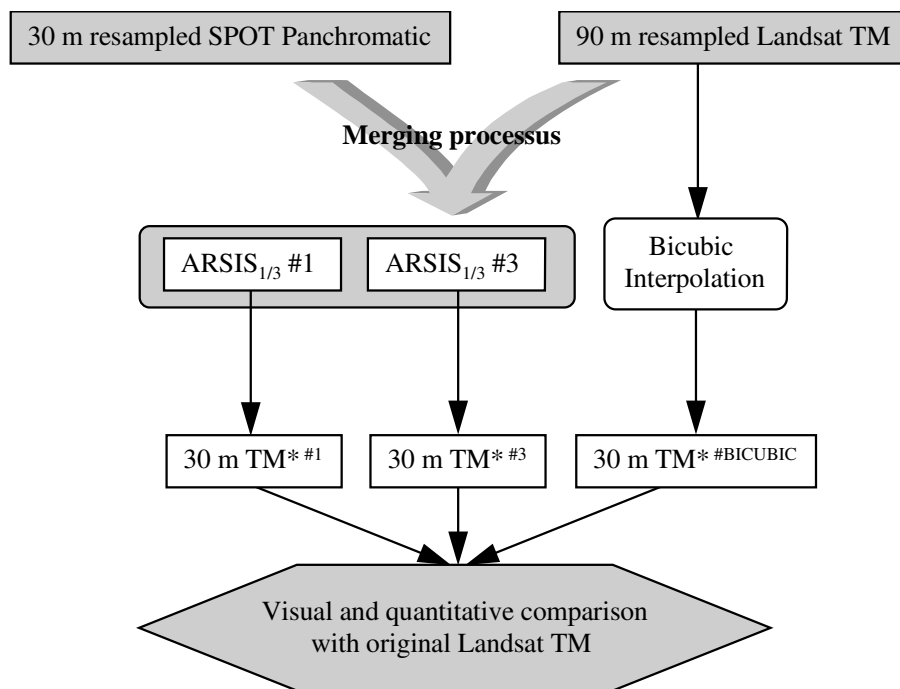 30 m resampled SPOT Panchromatic
90 m resampled Landsat TM
Merging processus
ARSIS1/3 #1
ARSIS1/3 #3
Bicubic
Interpolation
30 m TM* #1
30 m TM* #3
30 m TM* #BICUBIC
Visual and quantitative comparison
with original Landsat TM